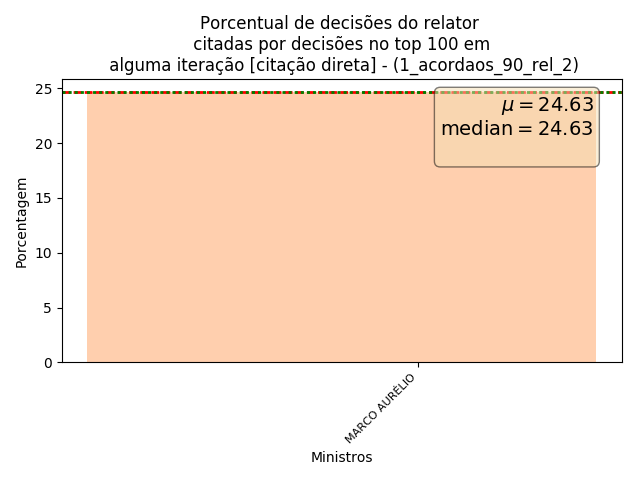 Porcentual de decisões do relator
citadas por decisões no top 100 em
alguma iteração [citação direta] - (1_acordaos_90_rel_2)
μ = 24.63
median = 24.63
25
20
15
10
5
0
Porcentagem
MARCO AURÉLIO
Ministros